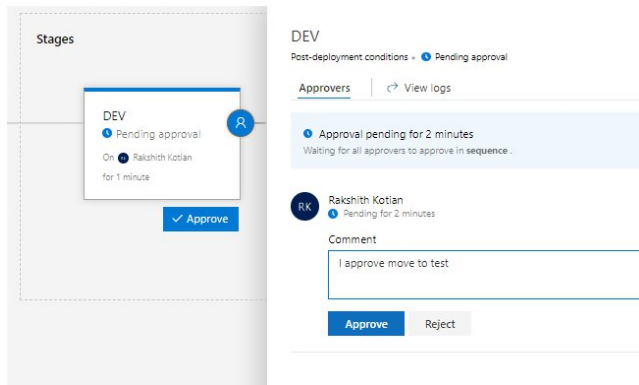 Stages
DEV
Pending approval
On Rakshith Kotian
for 1 minute
Approve
DEV
Post-deployment conditions • Pending approval
Approvers View logs
Approval pending for 2 minutes
Waiting for all approvers to approve in sequence .
RK Rakshith Kotian
Pending for 2 minutes
Comment
I approve move to test
Approve Reject